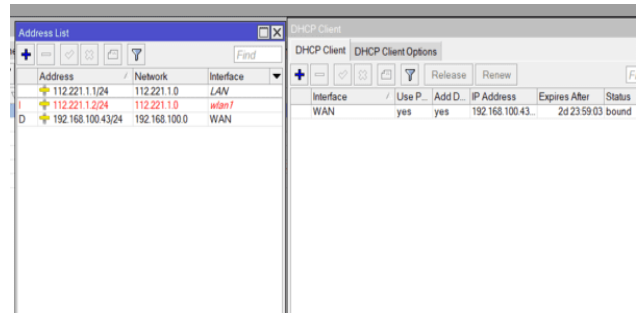 Address List
Find
Address Network Interface
112.221.1.1/24 112.221.1.0 LAN
I 112.221.1.2/24 112.221.1.0 wlan1
D 192.168.100.43/24 192.168.100.0 WAN
DHCP Client
DHCP Client DHCP Client Options
Release Renew
Interface Use P... Add D... IP Address Expires After Status
WAN yes yes 192.168.100.43... 2d 23:59:03 bound